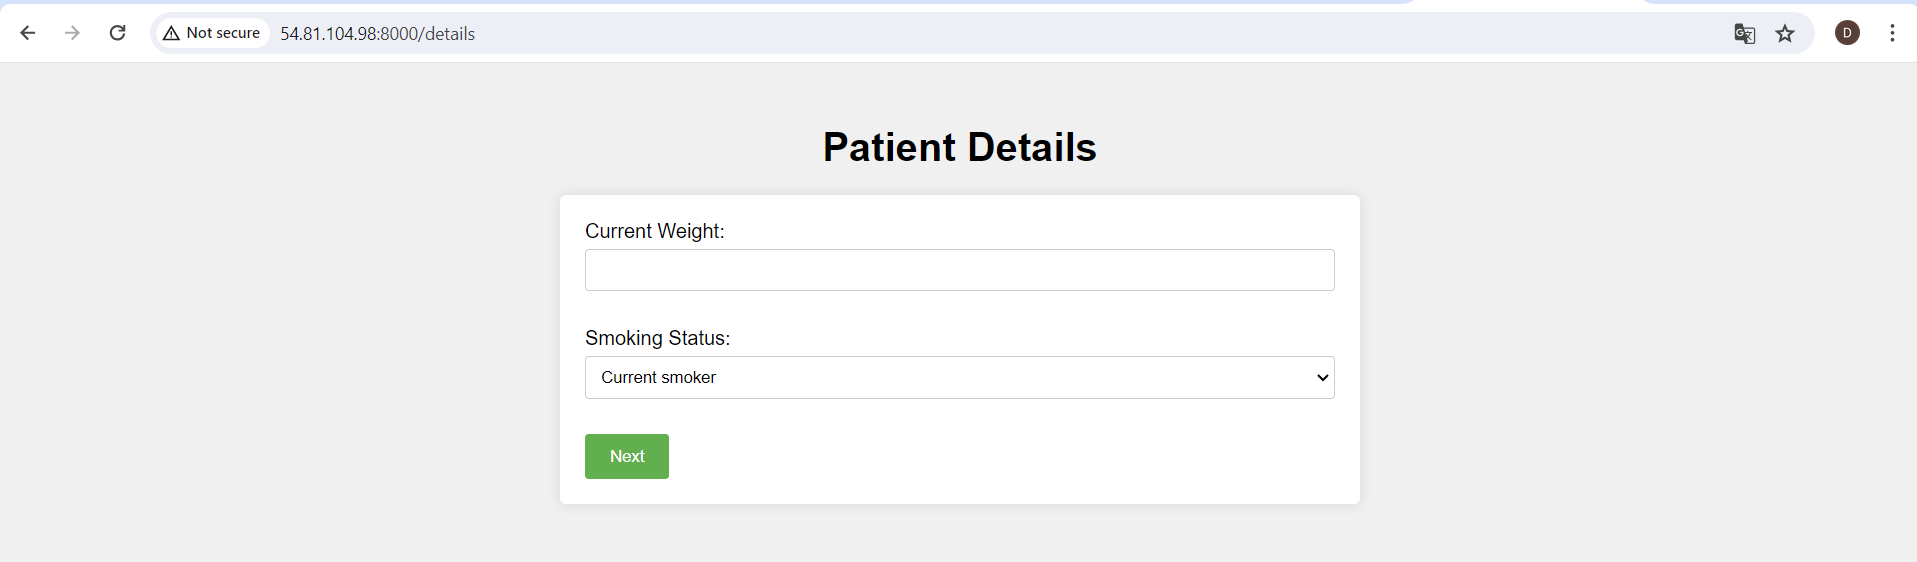 Not secure 54.81.104.98:8000/details D
Patient Details
Current Weight:
Smoking Status:
Current smoker
Next